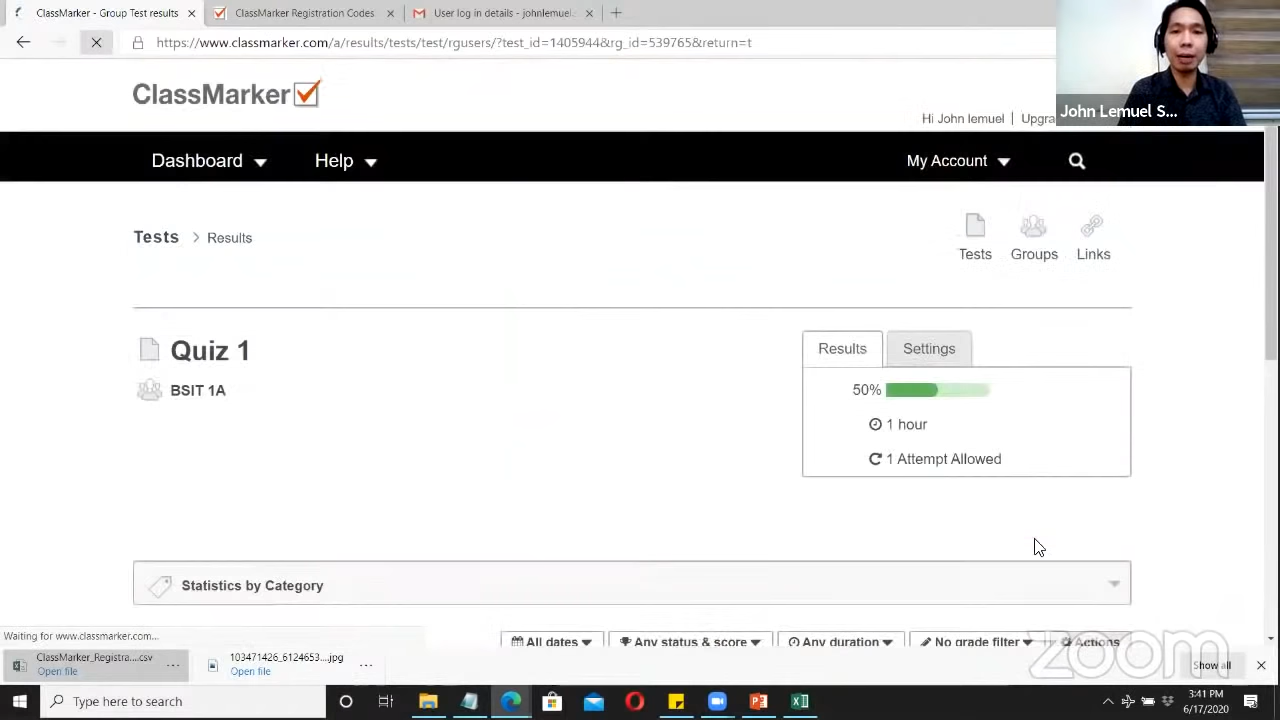 ClassMarker - Group Test results
ClassMarker Registration Codes
User log in details - johnlemuel
https://www.classmarker.com/a/results/tests/test/rgusers/?test_id=1405944&rg_id=539765&return=t
ClassMarker
Hi John lemuel | Upgra
John Lemuel S...
Dashboard
Help
My Account
Tests > Results
Tests
Groups
Links
Quiz 1
BSIT 1A
Results
Settings
50%
1 hour
1 Attempt Allowed
Statistics by Category
All dates
Any status & score
Any duration
No grade filter
Actions
Waiting for www.classmarker.com...
ClassMarker_Registra....csv
Open file
103471426_6124653....jpg
Open file
zoom
Show all
Type here to search
3:41 PM
6/17/2020